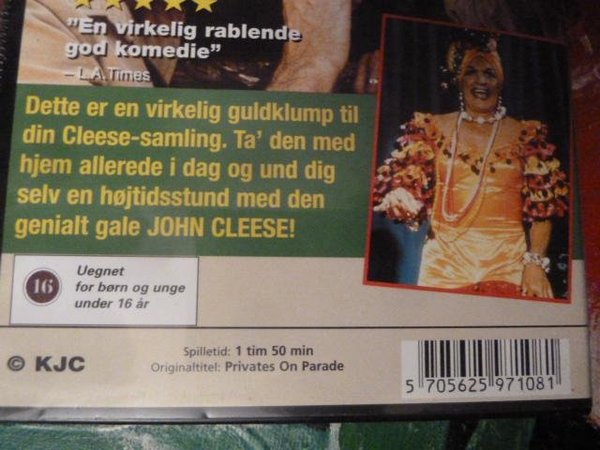 "En virkelig rablende
god komedie"
– L.A. Times
Dette er en virkelig guldklump til
din Cleese-samling. Ta' den med
hjem allerede i dag og und dig
selv en højtidsstund med den
genialt gale JOHN CLEESE!
16
Uegnet
for børn og unge
under 16 år
© KJC
Spilletid: 1 tim 50 min
Originaltitel: Privates On Parade
5 705625 971081